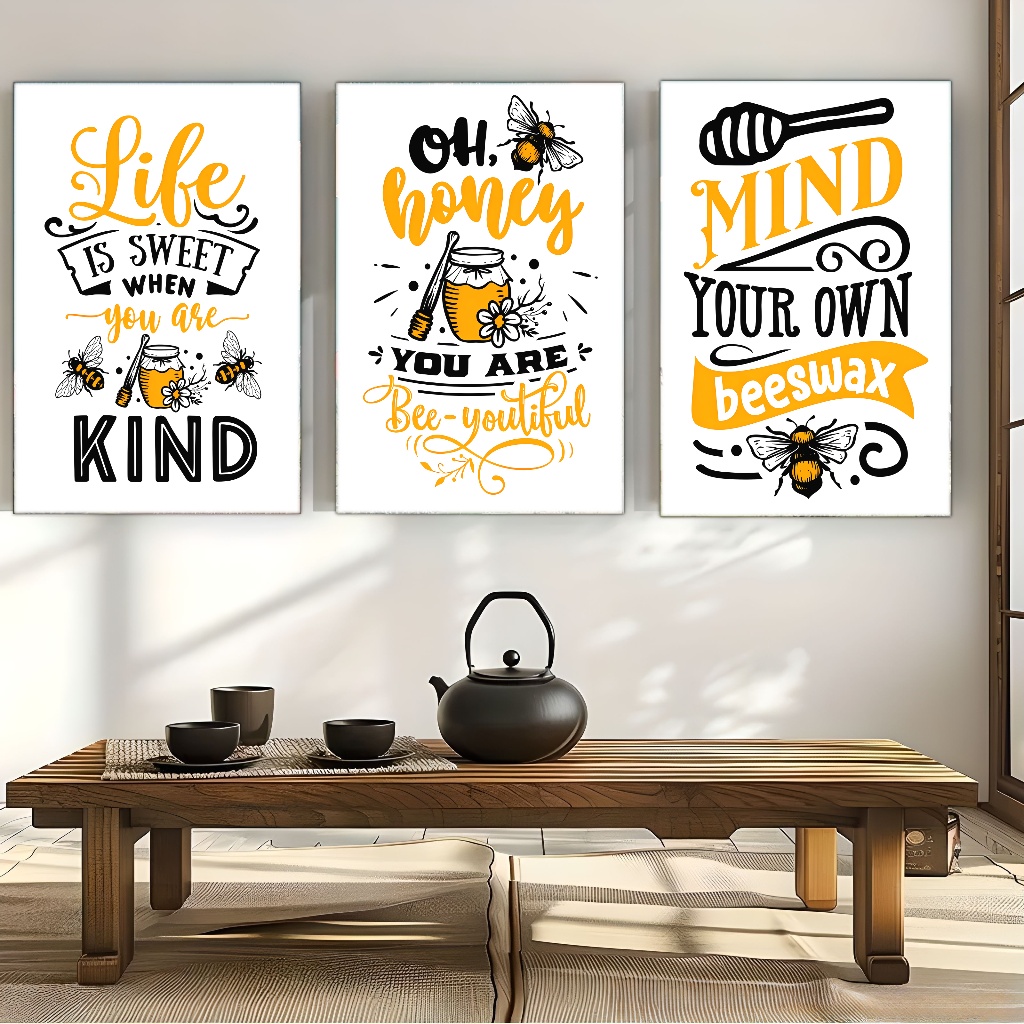 Life
IS SWEET
WHEN
you are
KIND
OH,
honey
YOU ARE
Bee-youtiful
MIND
YOUR OWN
beeswax